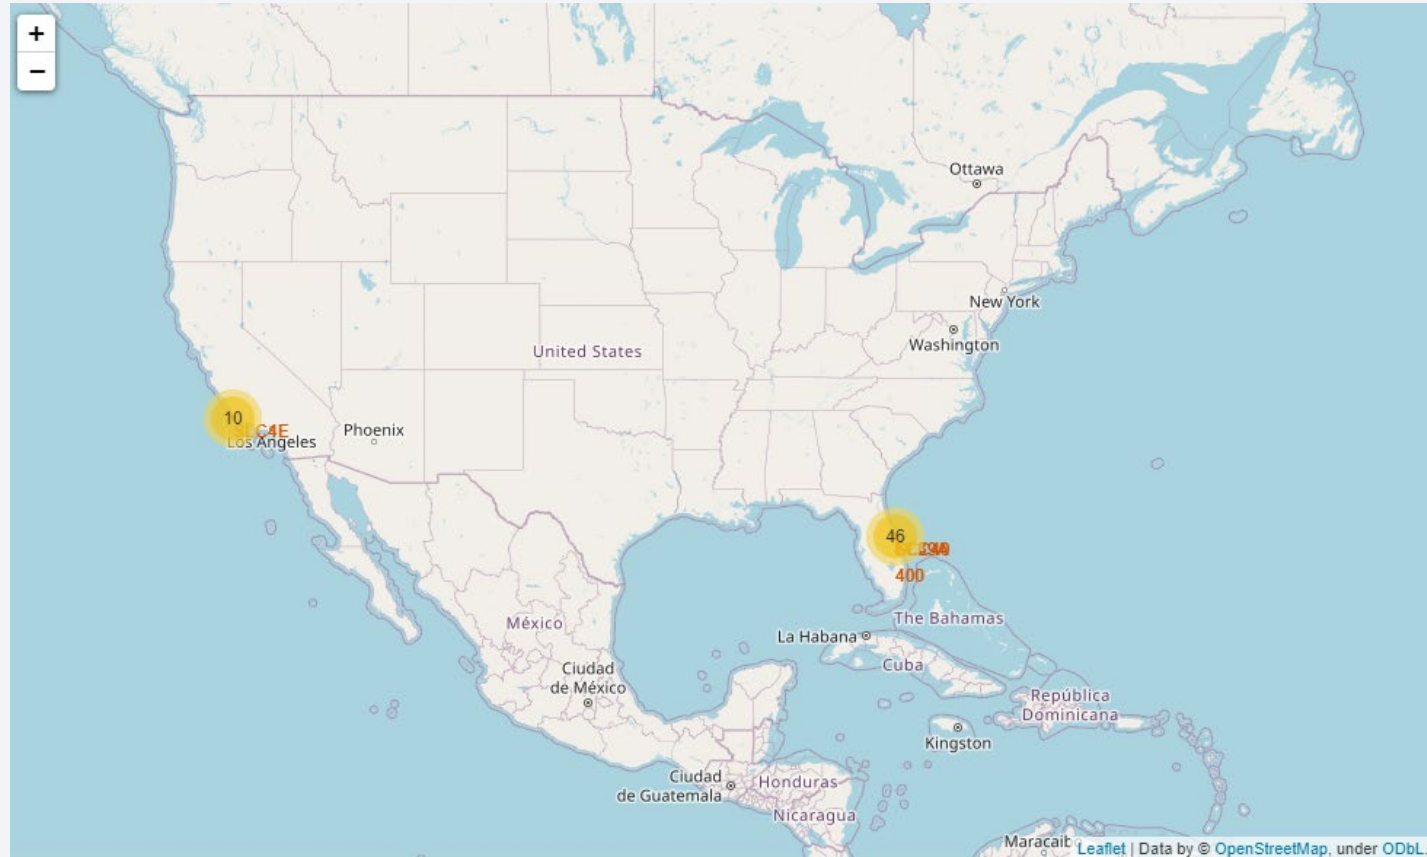 +
−
Ottawa
New York
Washington
United States
10
Phoenix
Los Angeles
46
400
The Bahamas
México
La Habana
Cuba
Ciudad
de México
República
Dominicana
Kingston
Ciudad
de Guatemala
Honduras
Nicaragua
Leaflet | Data by © OpenStreetMap, under ODbL.